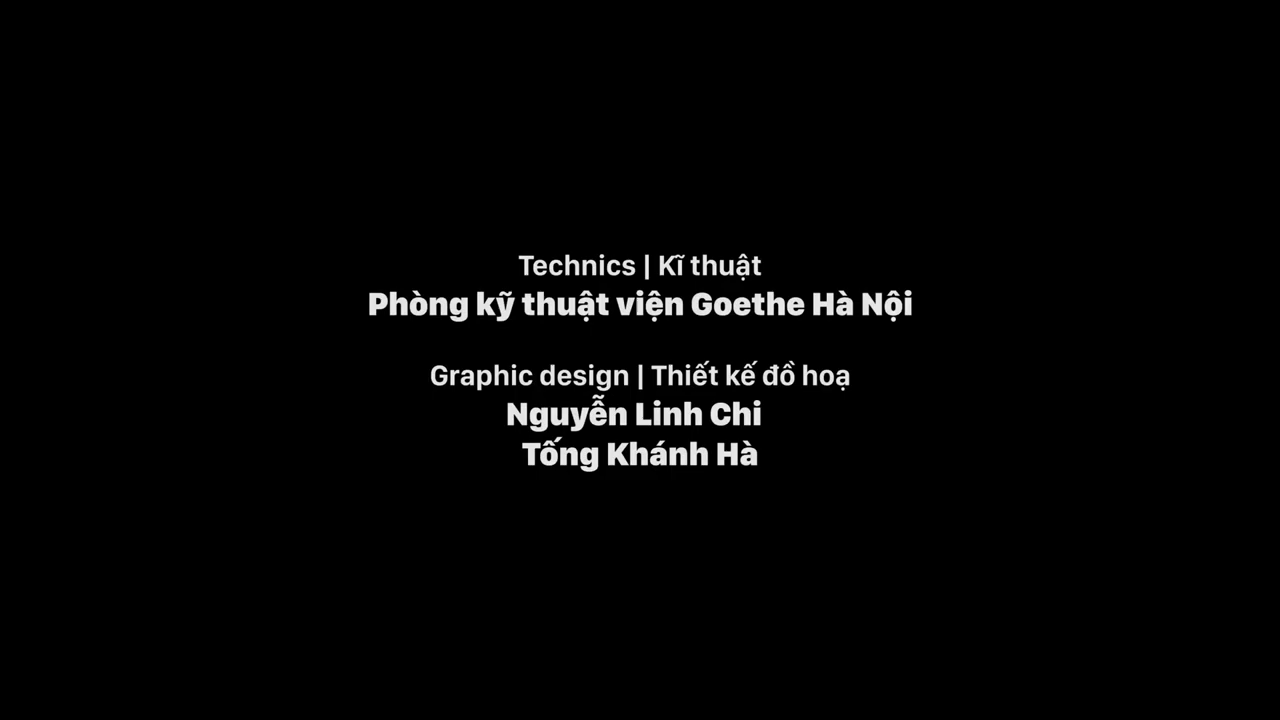 Technics | Kĩ thuật
Phòng kỹ thuật viện Goethe Hà Nội
Graphic design | Thiết kế đồ hoạ
Nguyễn Linh Chi
Tống Khánh Hà